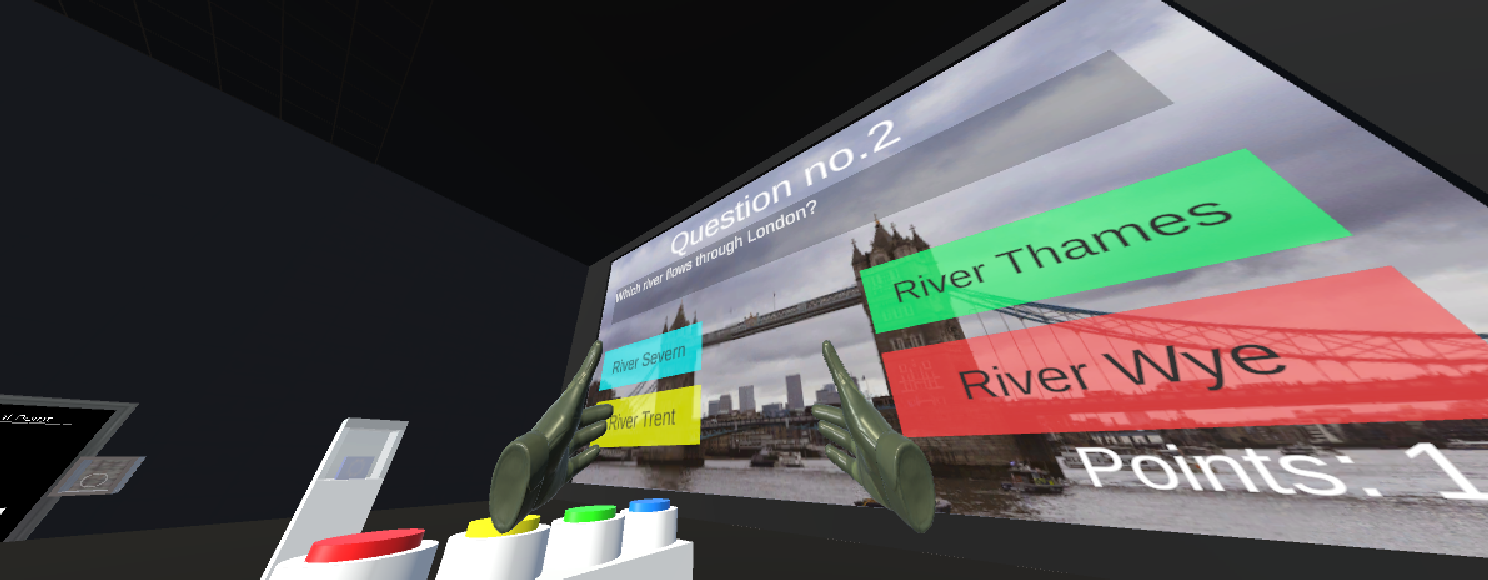 Question no.2
Which river flows through London?
River Severn
River Thames
River Trent
River Wye
Points: 1